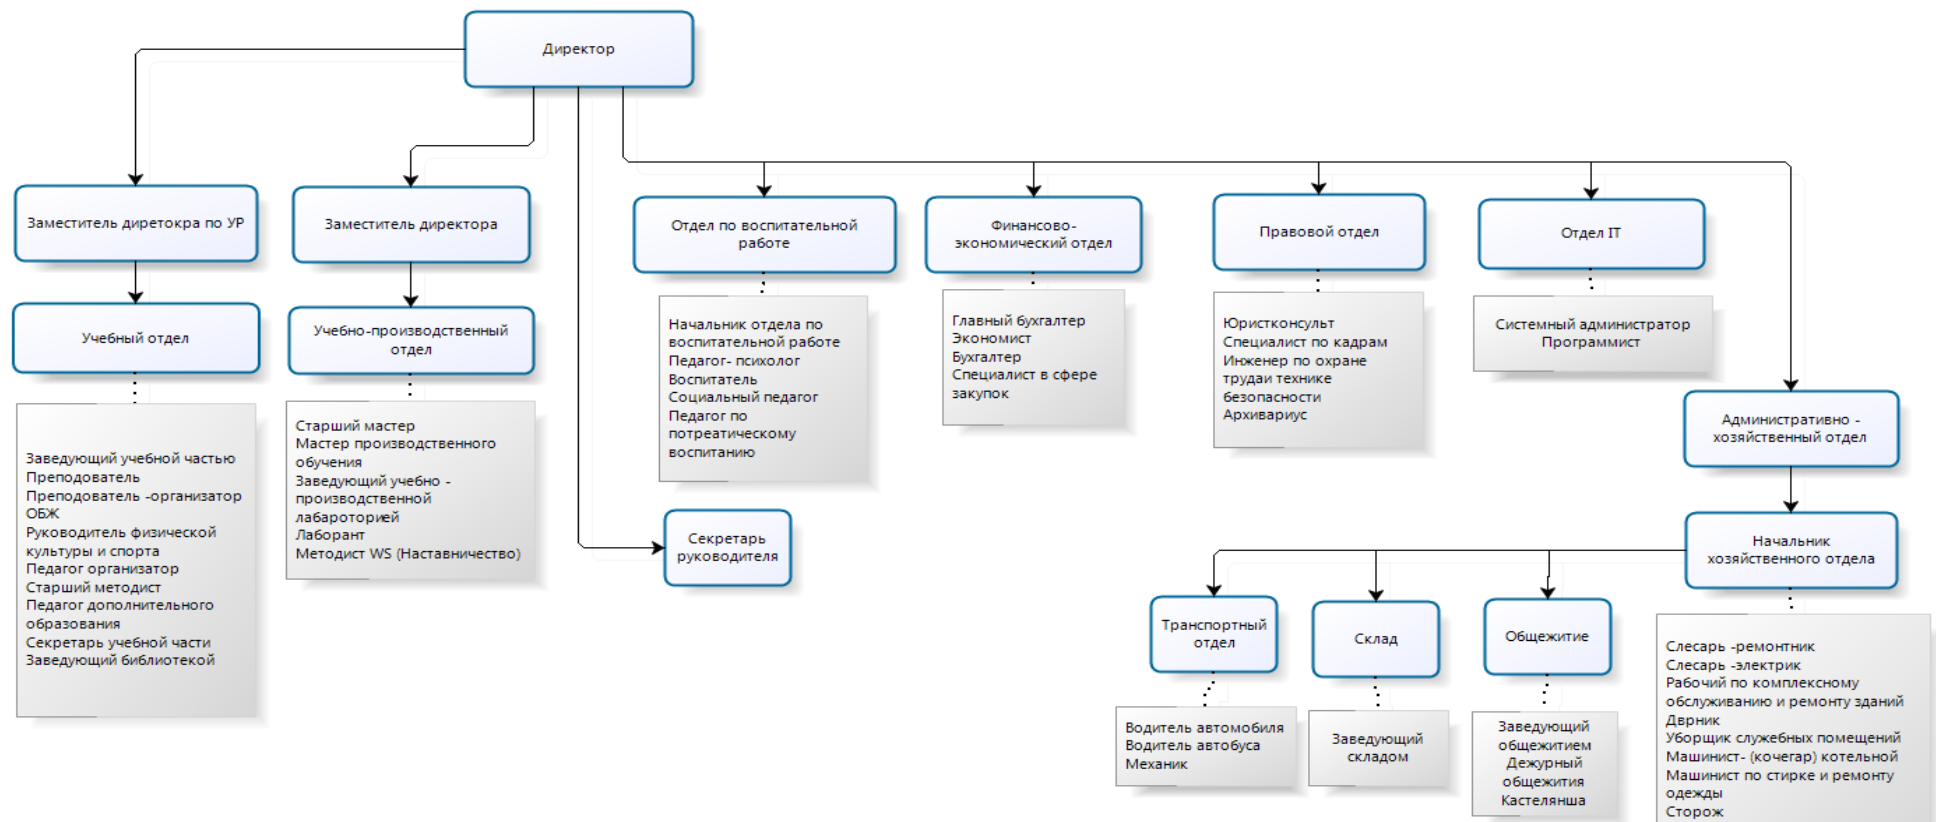 Директор
Заместитель диретокра по УР
Заместитель директора
Отдел по воспитательной
работе
Финансово-
экономический отдел
Правовой отдел
Отдел IT
Учебный отдел
Учебно-производственный
отдел
Начальник отдела по
воспитательной работе
Педагог- психолог
Воспитатель
Социальный педагог
Педагог по
потреатическому
воспитанию
Главный бухгалтер
Экономист
Бухгалтер
Специалист в сфере
закупок
Юристконсульт
Специалист по кадрам
Инженер по охране
трудаи технике
безопасности
Архивариус
Системный администратор
Программист
Административно -
хозяйственный отдел
Заведующий учебной частью
Преподователь
Преподователь -организатор
ОБЖ
Руководитель физической
культуры и спорта
Педагог организатор
Старший методист
Педагог дополнительного
образования
Секретарь учебной части
Заведующий библиотекой
Старший мастер
Мастер производственного
обучения
Заведующий учебно -
производственной
лабароторией
Лаборант
Методист WS (Наставничество)
Секретарь
руководителя
Начальник
хозяйственного отдела
Транспортный
отдел
Склад
Общежитие
Водитель автомобиля
Водитель автобуса
Механик
Заведующий
складом
Заведующий
общежитием
Дежурный
общежития
Кастелянша
Слесарь -ремонтник
Слесарь -электрик
Рабочий по комплексному
обслуживанию и ремонту зданий
Дврник
Уборщик служебных помещений
Машинист- (кочегар) котельной
Машинист по стирке и ремонту
одежды
Сторож